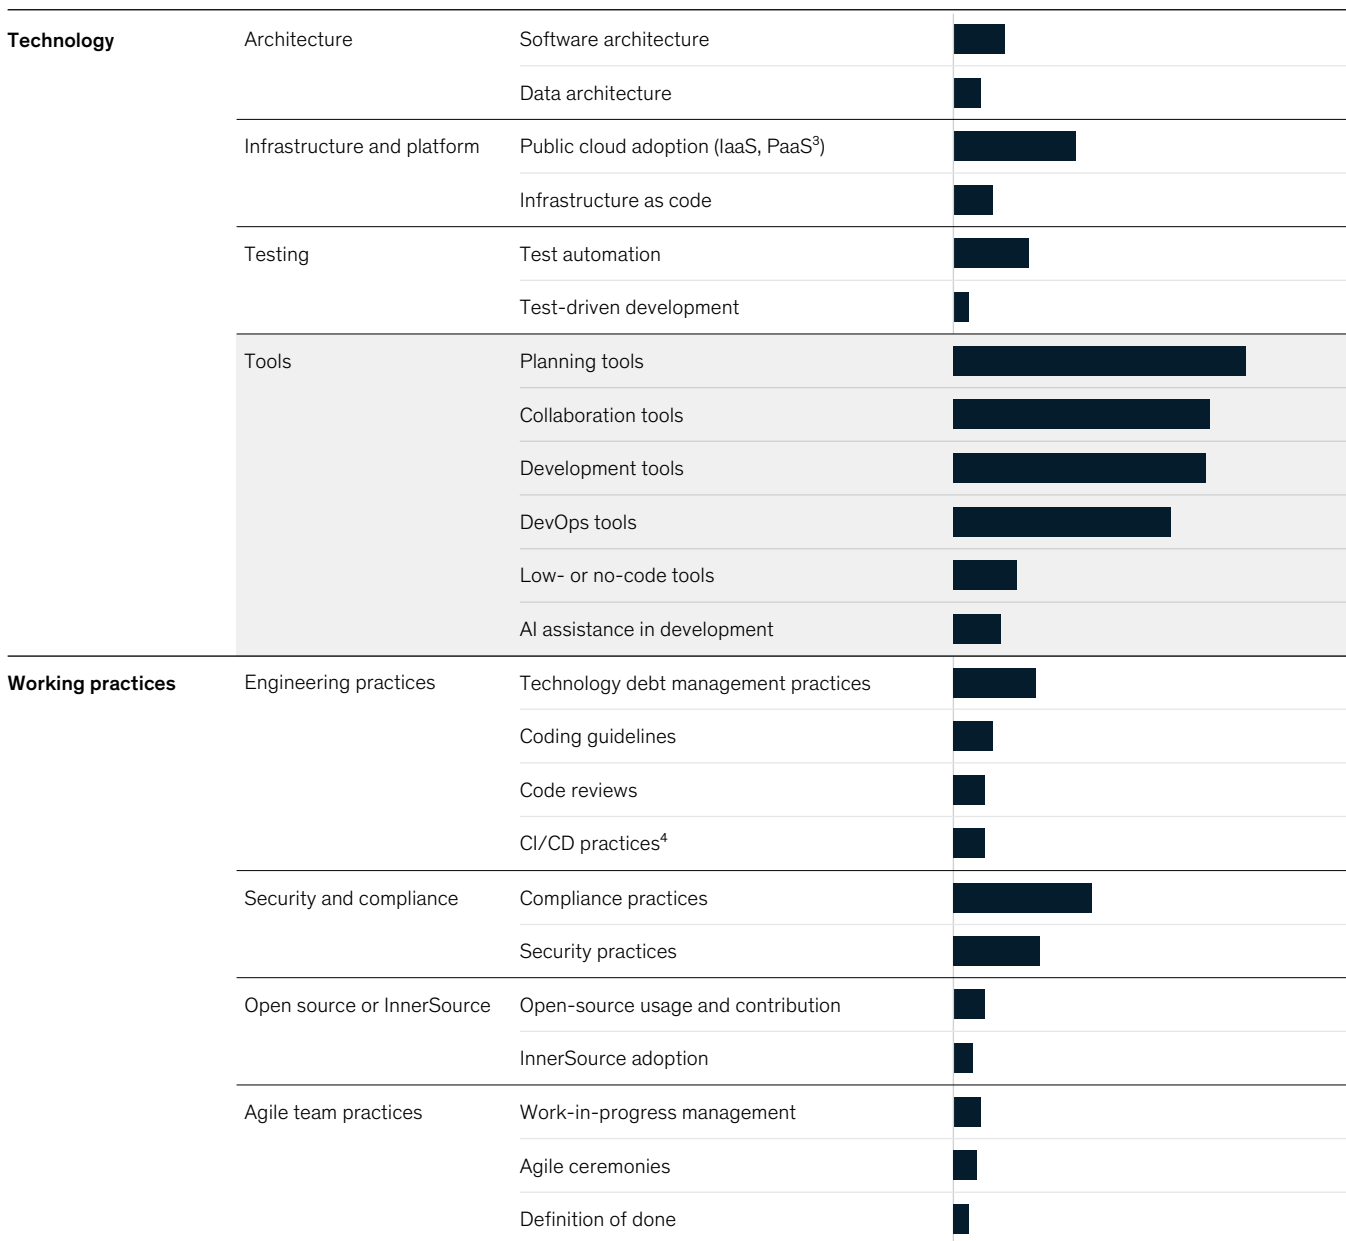 Technology Architecture Software architecture
Data architecture
Infrastructure and platform Public cloud adoption (IaaS, PaaS³)
Infrastructure as code
Testing Test automation
Test-driven development
Tools Planning tools
Collaboration tools
Development tools
DevOps tools
Low- or no-code tools
AI assistance in development
Working practices Engineering practices Technology debt management practices
Coding guidelines
Code reviews
CI/CD practices⁴
Security and compliance Compliance practices
Security practices
Open source or InnerSource Open-source usage and contribution
InnerSource adoption
Agile team practices Work-in-progress management
Agile ceremonies
Definition of done